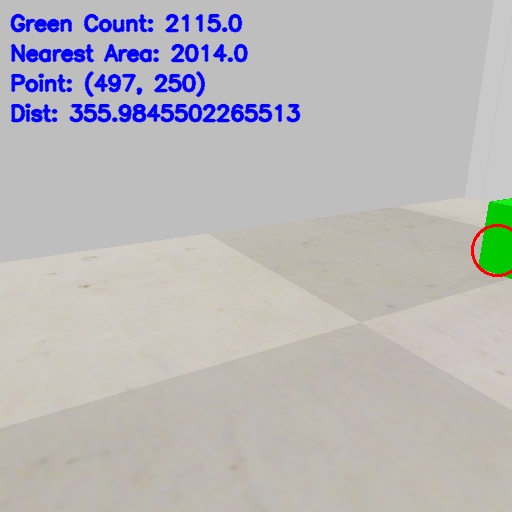 Green Count: 2115.0
Nearest Area: 2014.0
Point: (497, 250)
Dist: 355.9845502265513